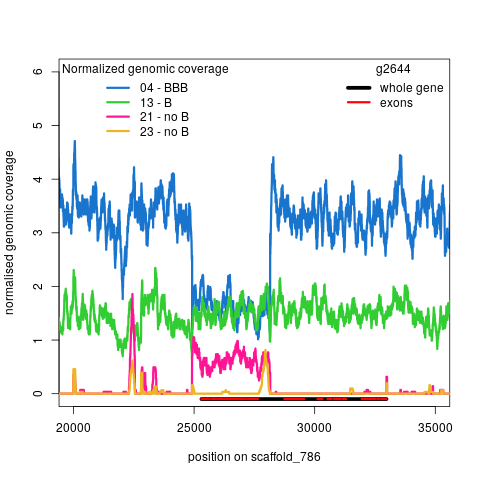 Normalized genomic coverage
04 - BBB
13 - B
21 - no B
23 - no B
g2644
whole gene
exons
normalised genomic coverage
6
5
4
3
2
1
0
20000 25000 30000 35000
position on scaffold_786